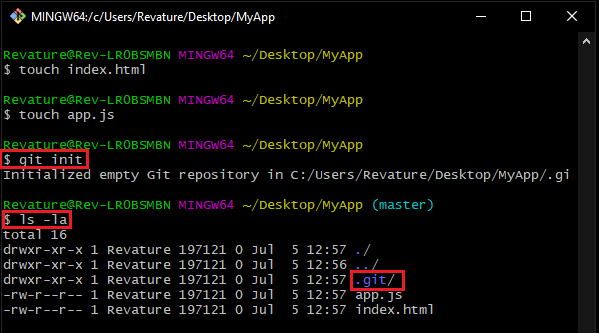 MINGW64:/c/Users/Revature/Desktop/MyApp
Revature@Rev-LR0BSMBN MINGW64 ~/Desktop/MyApp
$ touch index.html
Revature@Rev-LR0BSMBN MINGW64 ~/Desktop/MyApp
$ touch app.js
Revature@Rev-LR0BSMBN MINGW64 ~/Desktop/MyApp
$ git init
Initialized empty Git repository in C:/Users/Revature/Desktop/MyApp/.gi
Revature@Rev-LR0BSMBN MINGW64 ~/Desktop/MyApp (master)
$ ls -la
total 16
drwxr-xr-x 1 Revature 197121 0 Jul  5 12:57 ./
drwxr-xr-x 1 Revature 197121 0 Jul  5 12:56 ../
drwxr-xr-x 1 Revature 197121 0 Jul  5 12:57 .git/
-rw-r--r-- 1 Revature 197121 0 Jul  5 12:57 app.js
-rw-r--r-- 1 Revature 197121 0 Jul  5 12:57 index.html